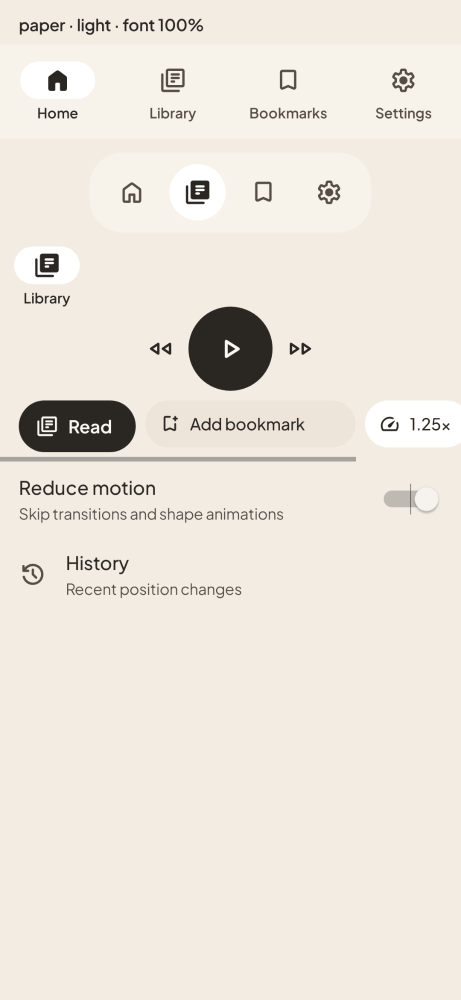 paper · light · font 100%
Home
Library
Bookmarks
Settings
Library
Read
Add bookmark
1.25×
Reduce motion
Skip transitions and shape animations
History
Recent position changes